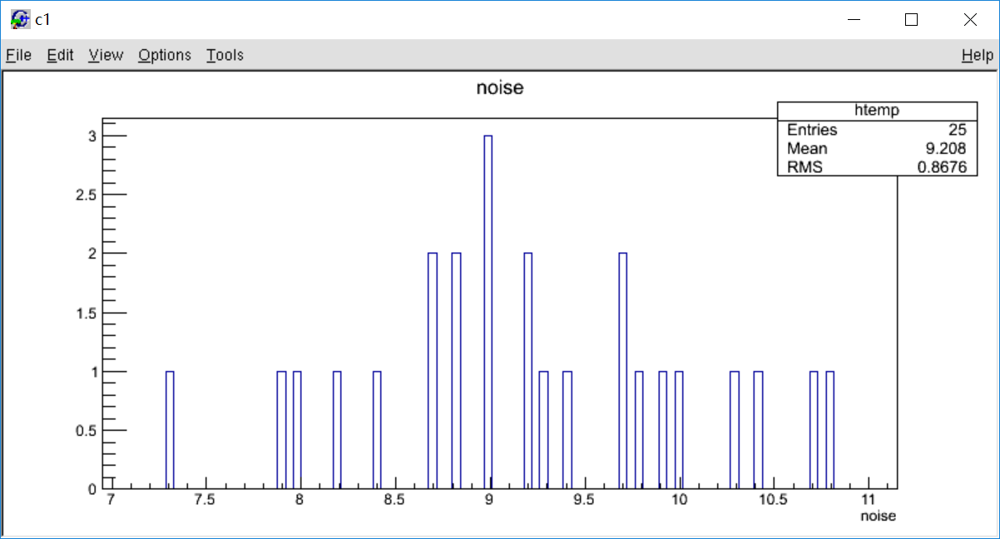 c1
File Edit View Options Tools Help
noise
htemp
Entries 25
Mean 9.208
RMS 0.8676
3
2.5
2
1.5
1
0.5
0
7 7.5 8 8.5 9 9.5 10 10.5 11
noise